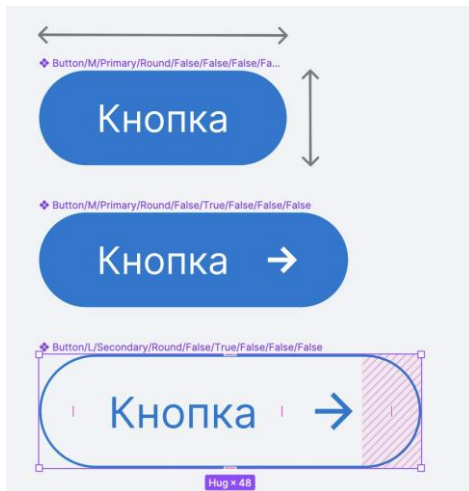 Button/M/Primary/Round/False/False/False/Fa...
Кнопка
Button/M/Primary/Round/False/True/False/False/False
Кнопка
Button/L/Secondary/Round/False/True/False/False/False
Кнопка
Hug × 48